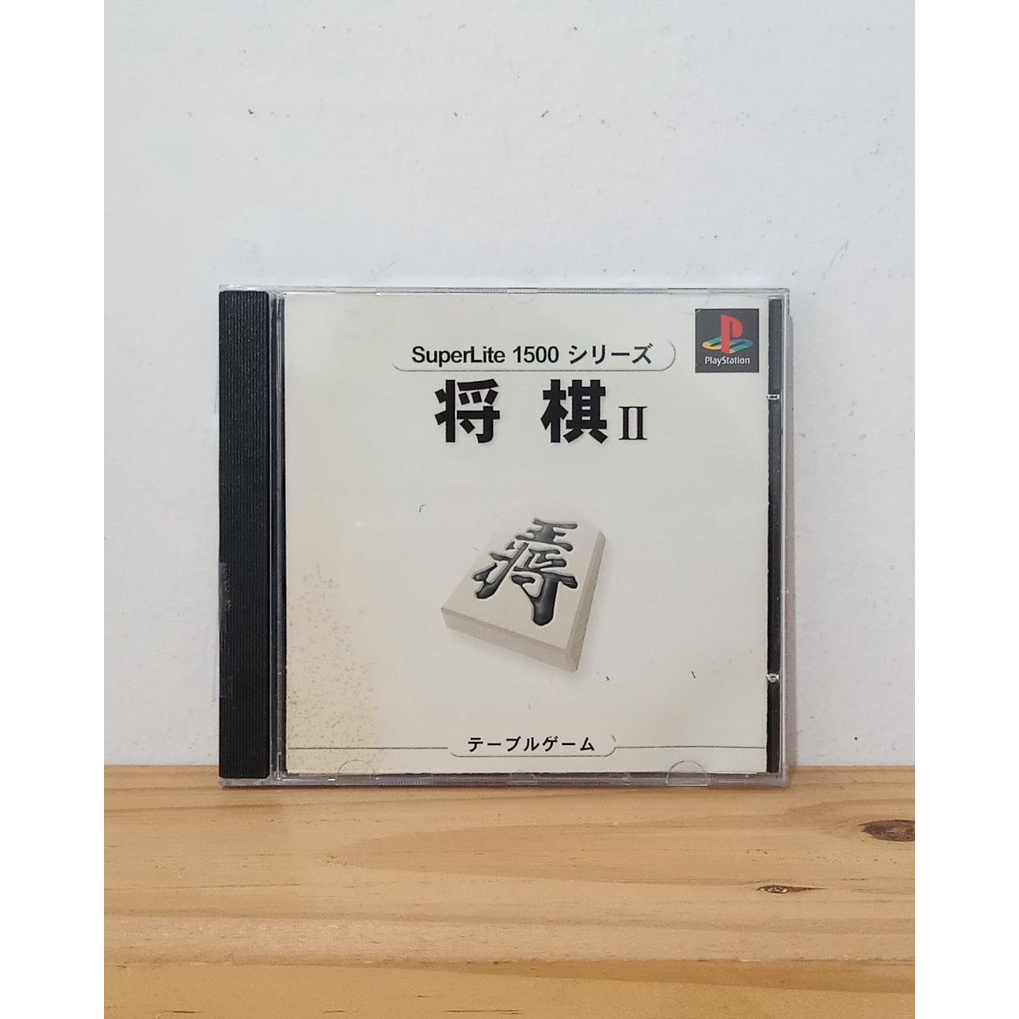 PlayStation
SuperLite 1500 シリーズ
将棋II
王将
テーブルゲーム